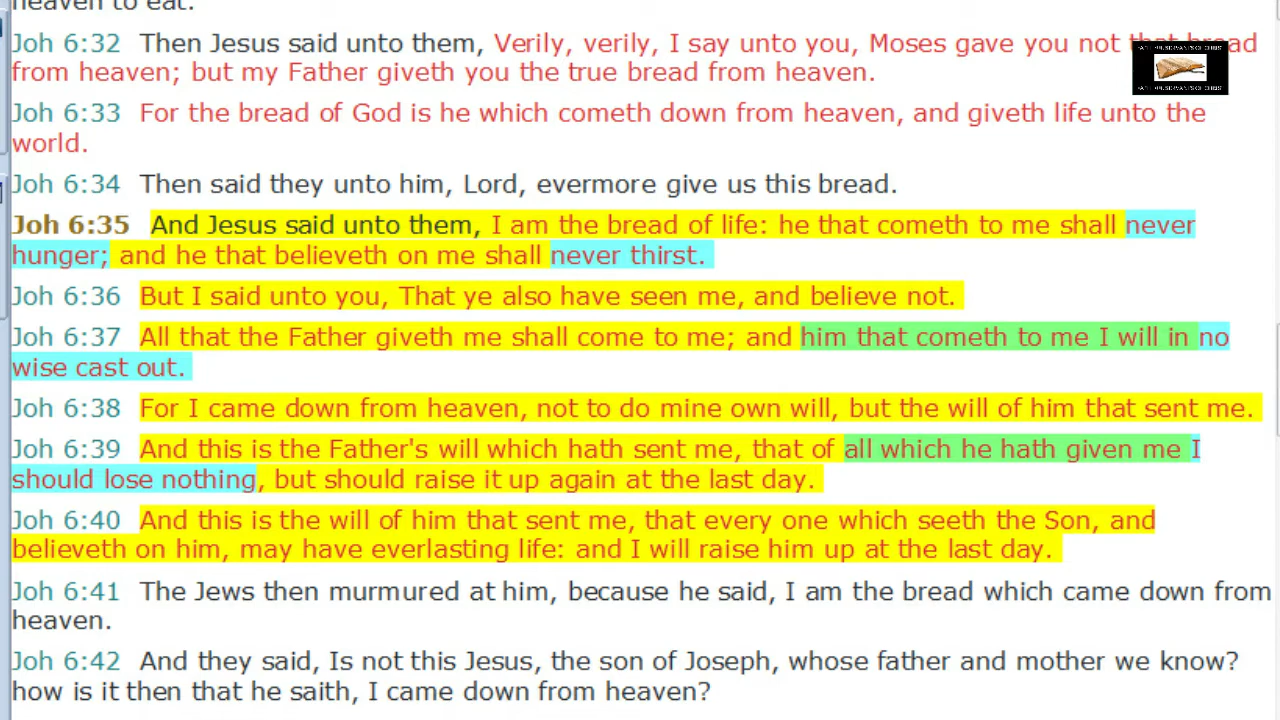 heaven to eat.
Joh 6:32 Then Jesus said unto them, Verily, verily, I say unto you, Moses gave you not that bread
from heaven; but my Father giveth you the true bread from heaven.
Joh 6:33 For the bread of God is he which cometh down from heaven, and giveth life unto the
world.
Joh 6:34 Then said they unto him, Lord, evermore give us this bread.
Joh 6:35 And Jesus said unto them, I am the bread of life: he that cometh to me shall never
hunger; and he that believeth on me shall never thirst.
Joh 6:36 But I said unto you, That ye also have seen me, and believe not.
Joh 6:37 All that the Father giveth me shall come to me; and him that cometh to me I will in no
wise cast out.
Joh 6:38 For I came down from heaven, not to do mine own will, but the will of him that sent me.
Joh 6:39 And this is the Father's will which hath sent me, that of all which he hath given me I
should lose nothing, but should raise it up again at the last day.
Joh 6:40 And this is the will of him that sent me, that every one which seeth the Son, and
believeth on him, may have everlasting life: and I will raise him up at the last day.
Joh 6:41 The Jews then murmured at him, because he said, I am the bread which came down from
heaven.
Joh 6:42 And they said, Is not this Jesus, the son of Joseph, whose father and mother we know?
how is it then that he saith, I came down from heaven?